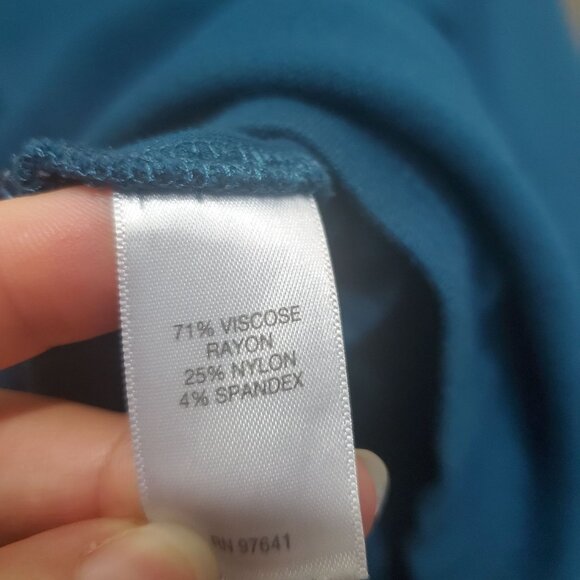 71% VISCOSE
RAYON
25% NYLON
4% SPANDEX
RN 97641